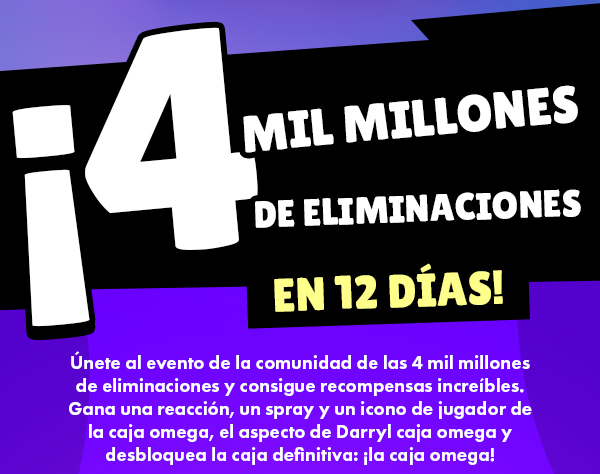 ¡4 MIL MILLONES
DE ELIMINACIONES
EN 12 DÍAS!
Únete al evento de la comunidad de las 4 mil millones
de eliminaciones y consigue recompensas increíbles.
Gana una reacción, un spray y un icono de jugador de
la caja omega, el aspecto de Darryl caja omega y
desbloquea la caja definitiva: ¡la caja omega!